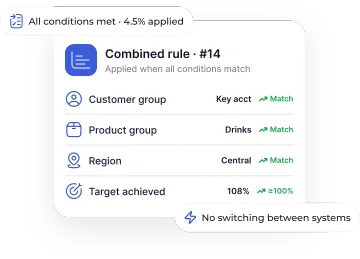 All conditions met · 4.5% applied
Combined rule · #14
Applied when all conditions match
Customer group Key acct Match
Product group Drinks Match
Region Central Match
Target achieved 108% ≥100%
No switching between systems